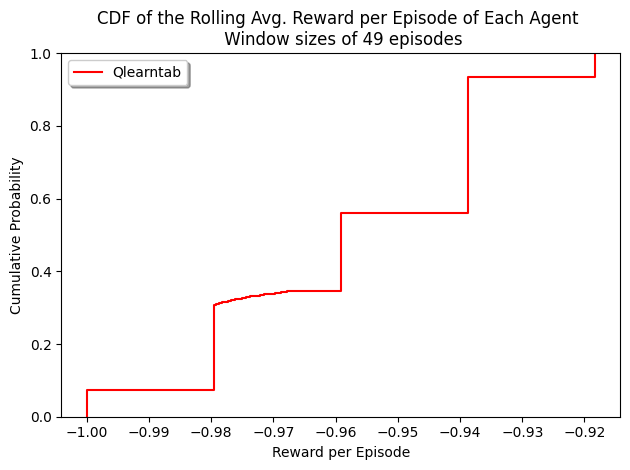 CDF of the Rolling Avg. Reward per Episode of Each Agent
Window sizes of 49 episodes
Qlearntab
1.0
0.8
0.6
0.4
0.2
0.0
Cumulative Probability
−1.00 −0.99 −0.98 −0.97 −0.96 −0.95 −0.94 −0.93 −0.92
Reward per Episode